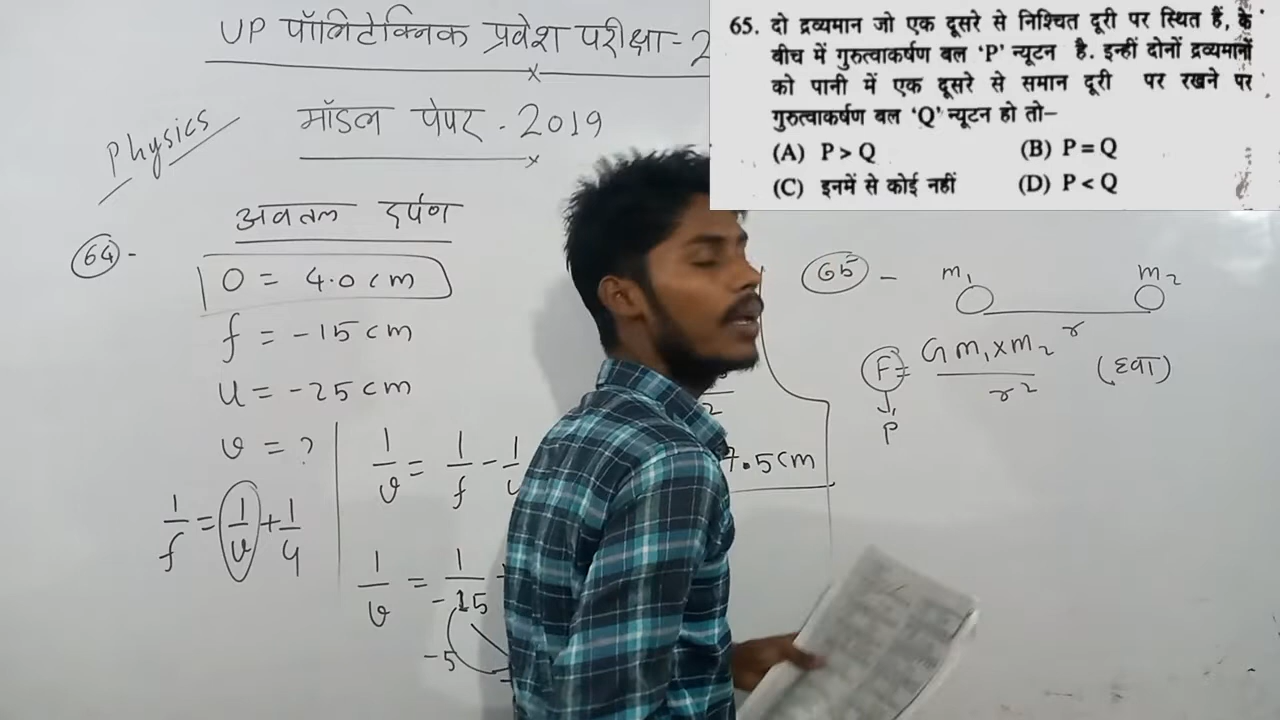 UP पॉलिटेक्निक प्रवेश परीक्षा-2
Physics
मॉडल पेपर - 2019
अवतल दर्पण
64 -
O = 4.0 cm
f = -15 cm
u = -25 cm
v = ?
1/f = 1/v + 1/u
1/v = 1/f - 1/u
1/v = 1/-15
-5
2
7.5 cm
65. दो द्रव्यमान जो एक दूसरे से निश्चित दूरी पर स्थित हैं, के
बीच में गुरुत्वाकर्षण बल ‘P’ न्यूटन है. इन्हीं दोनों द्रव्यमानों
को पानी में एक दूसरे से समान दूरी पर रखने पर
गुरुत्वाकर्षण बल ‘Q’ न्यूटन हो तो–
(A) P > Q (B) P = Q
(C) इनमें से कोई नहीं (D) P < Q
65 - m1 m2
r
F = G m1 x m2 / r2 (हवा)
P